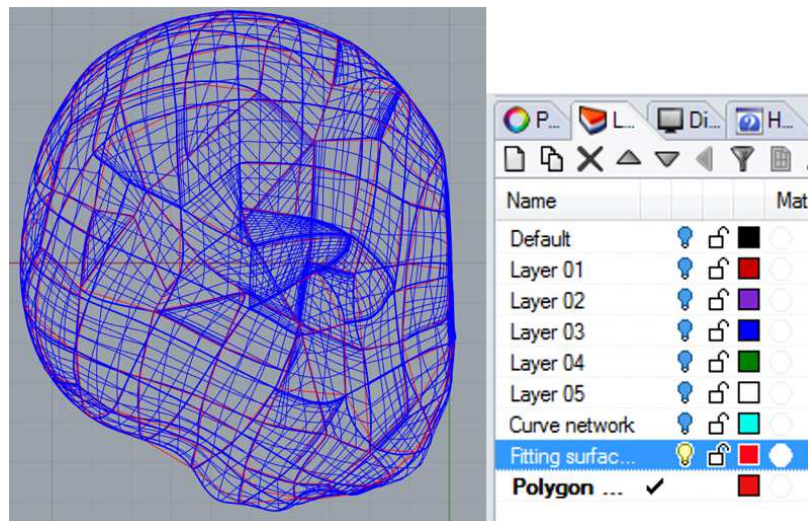 P... L... Di... H...
Name Mat
Default
Layer 01
Layer 02
Layer 03
Layer 04
Layer 05
Curve network
Fitting surfac...
Polygon ...